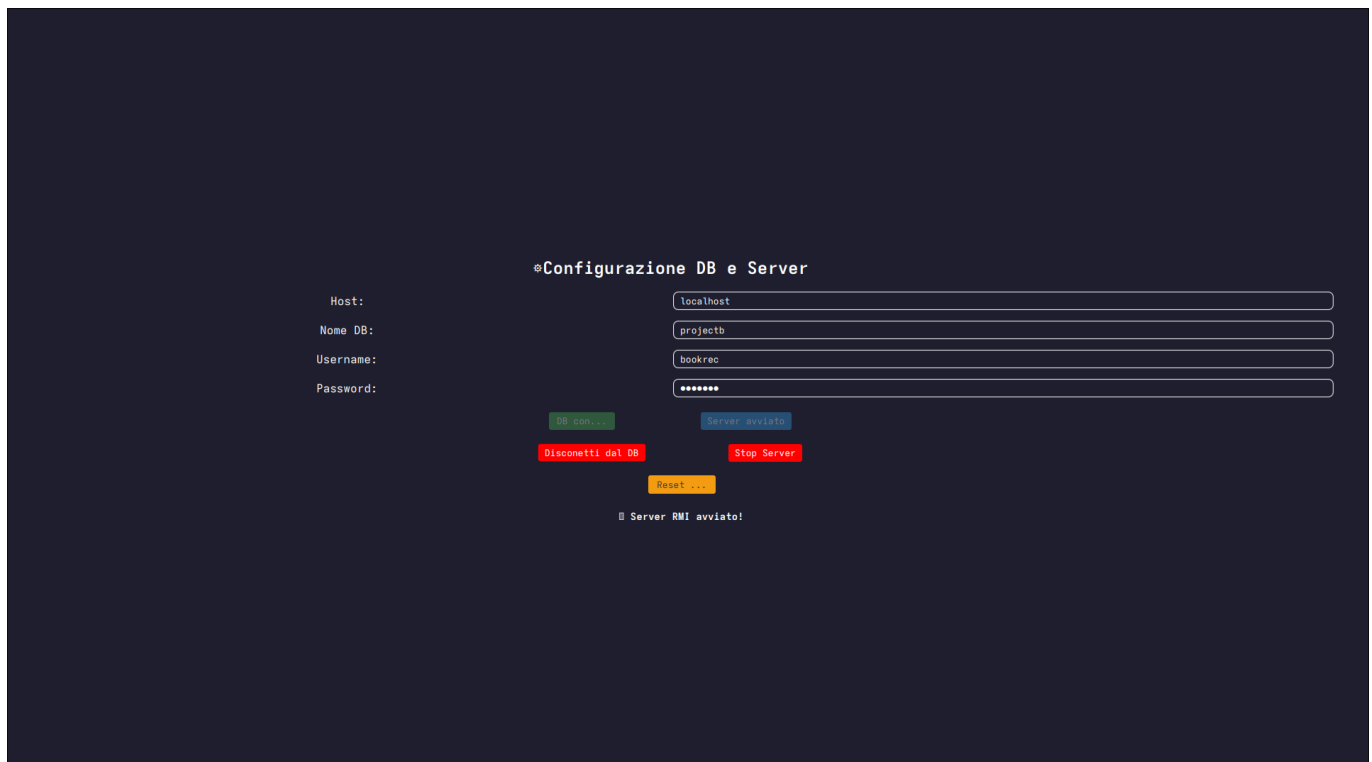 ⚙Configurazione DB e Server
Host: localhost
Nome DB: projectb
Username: bookrec
Password: •••••••
DB con... Server avviato
Disconetti dal DB Stop Server
Reset ...
Server RMI avviato!